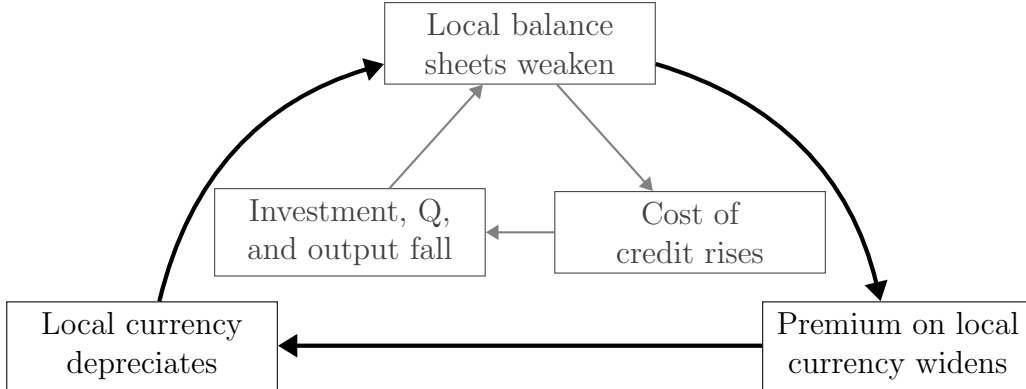 Local balance
sheets weaken
Investment, Q,
and output fall
Cost of
credit rises
Local currency
depreciates
Premium on local
currency widens